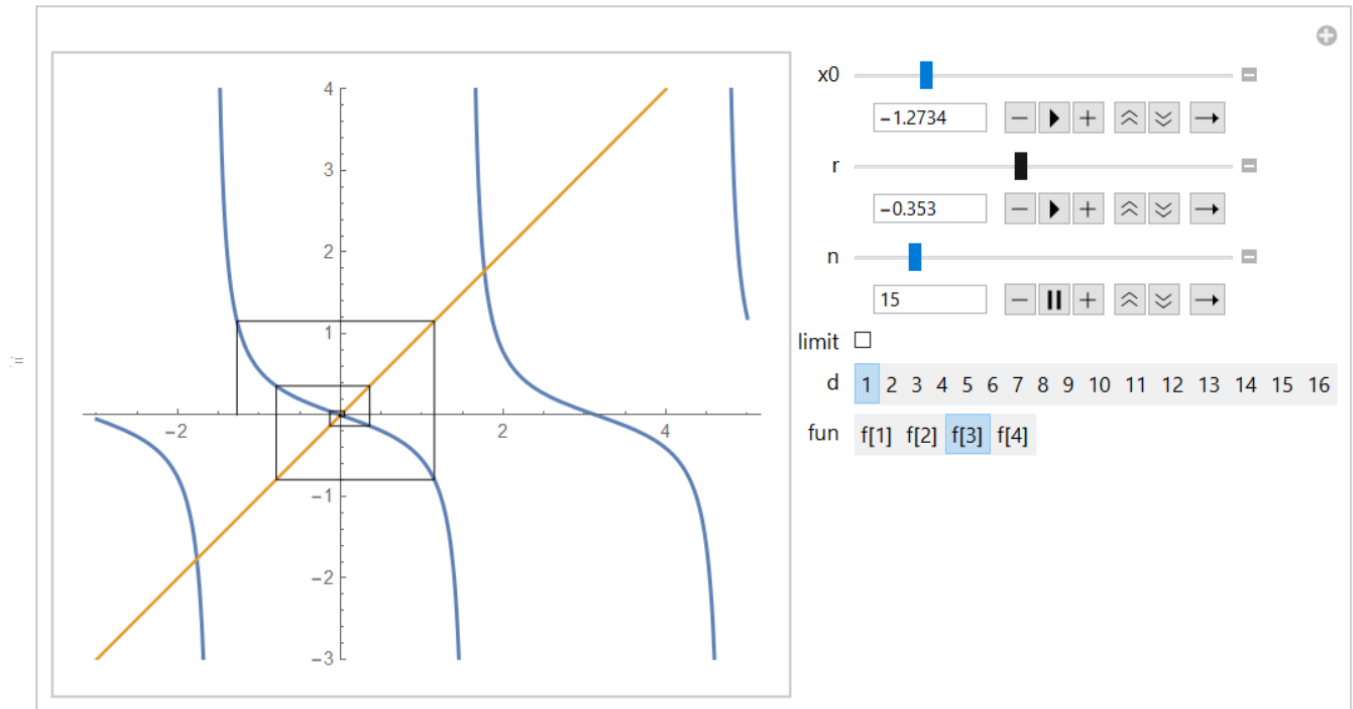 :=
4
3
2
1
−2 2 4
−1
−2
−3
x0
−1.2734
r
−0.353
n
15
limit
d 1 2 3 4 5 6 7 8 9 10 11 12 13 14 15 16
fun f[1] f[2] f[3] f[4]